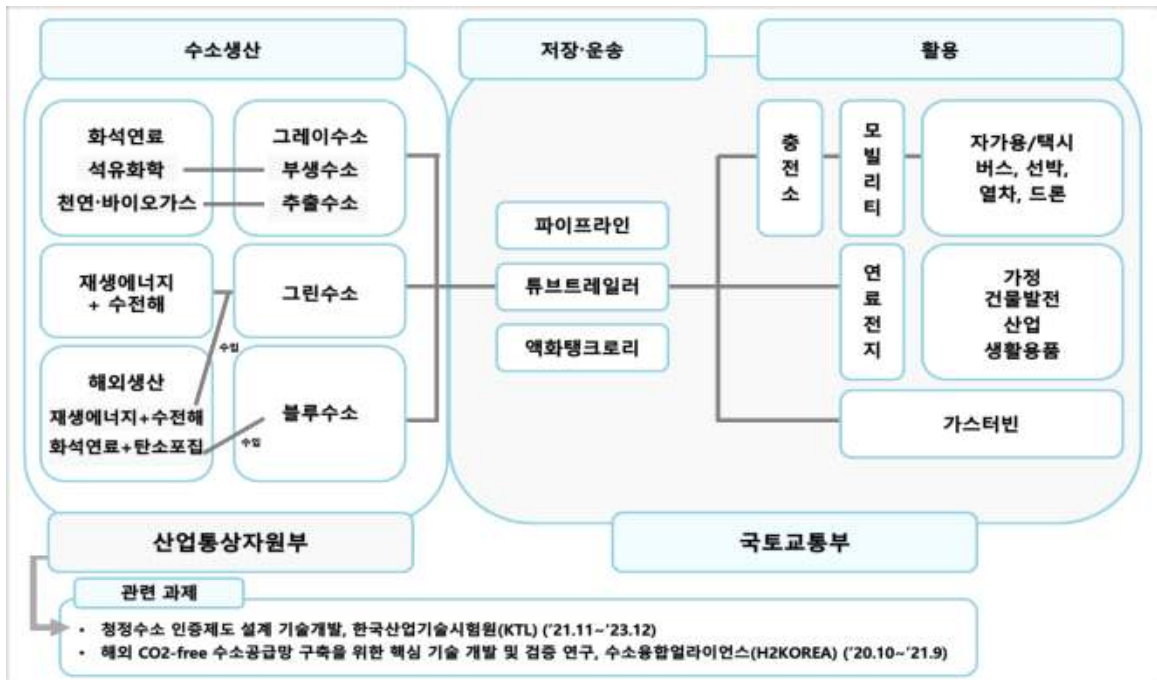 수소생산
저장·운송
활용
화석연료
석유화학
천연·바이오가스
그레이수소
부생수소
추출수소
재생에너지
+ 수전해
그린수소
수입
해외생산
재생에너지+수전해
화석연료+탄소포집
수입
블루수소
파이프라인
튜브트레일러
액화탱크로리
충전소
모빌리티
자가용/택시
버스, 선박,
열차, 드론
연료전지
가정
건물발전
산업
생활용품
가스터빈
산업통상자원부
국토교통부
관련 과제
• 청정수소 인증제도 설계 기술개발, 한국산업기술시험원(KTL) ('21.11~'23.12)
• 해외 CO2-free 수소공급망 구축을 위한 핵심 기술 개발 및 검증 연구, 수소융합얼라이언스(H2KOREA) ('20.10~'21.9)